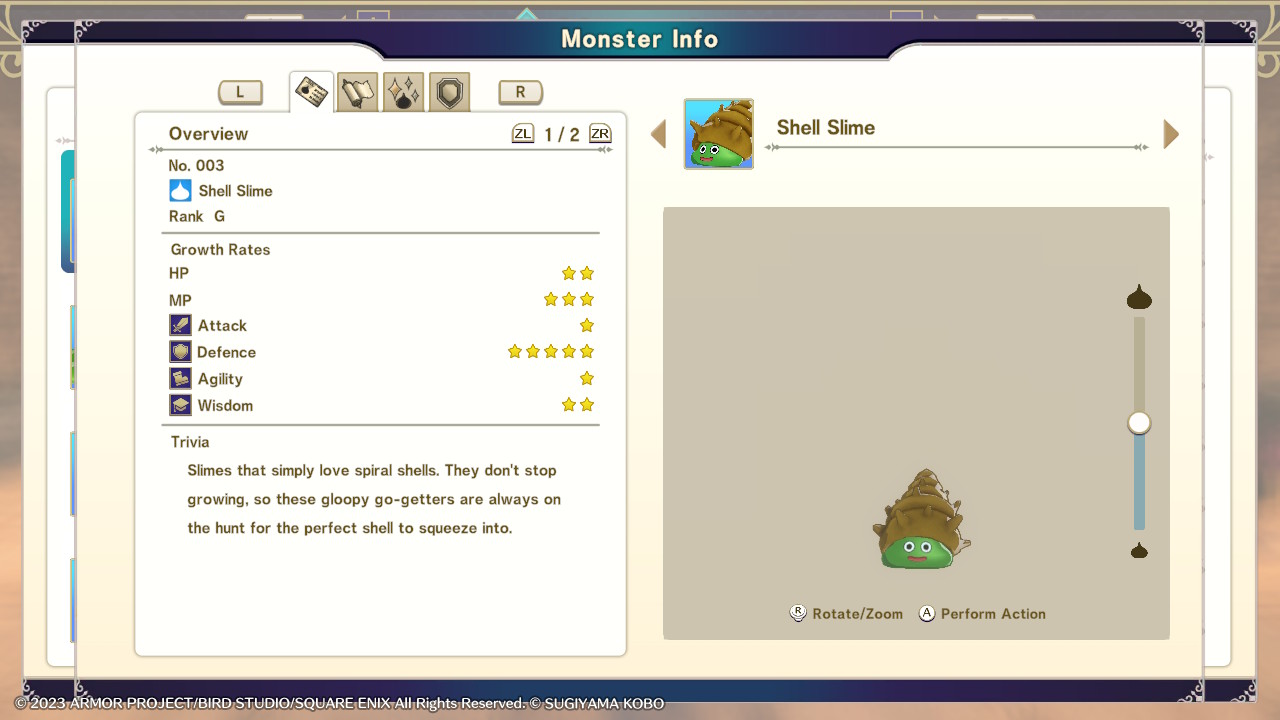 Monster Info
L
R
Overview
ZL 1 / 2 ZR
No. 003
Shell Slime
Rank G
Growth Rates
HP
MP
Attack
Defence
Agility
Wisdom
Trivia
Slimes that simply love spiral shells. They don't stop
growing, so these gloopy go-getters are always on
the hunt for the perfect shell to squeeze into.
Shell Slime
R Rotate/Zoom A Perform Action
© 2023 ARMOR PROJECT/BIRD STUDIO/SQUARE ENIX All Rights Reserved. © SUGIYAMA KOBO